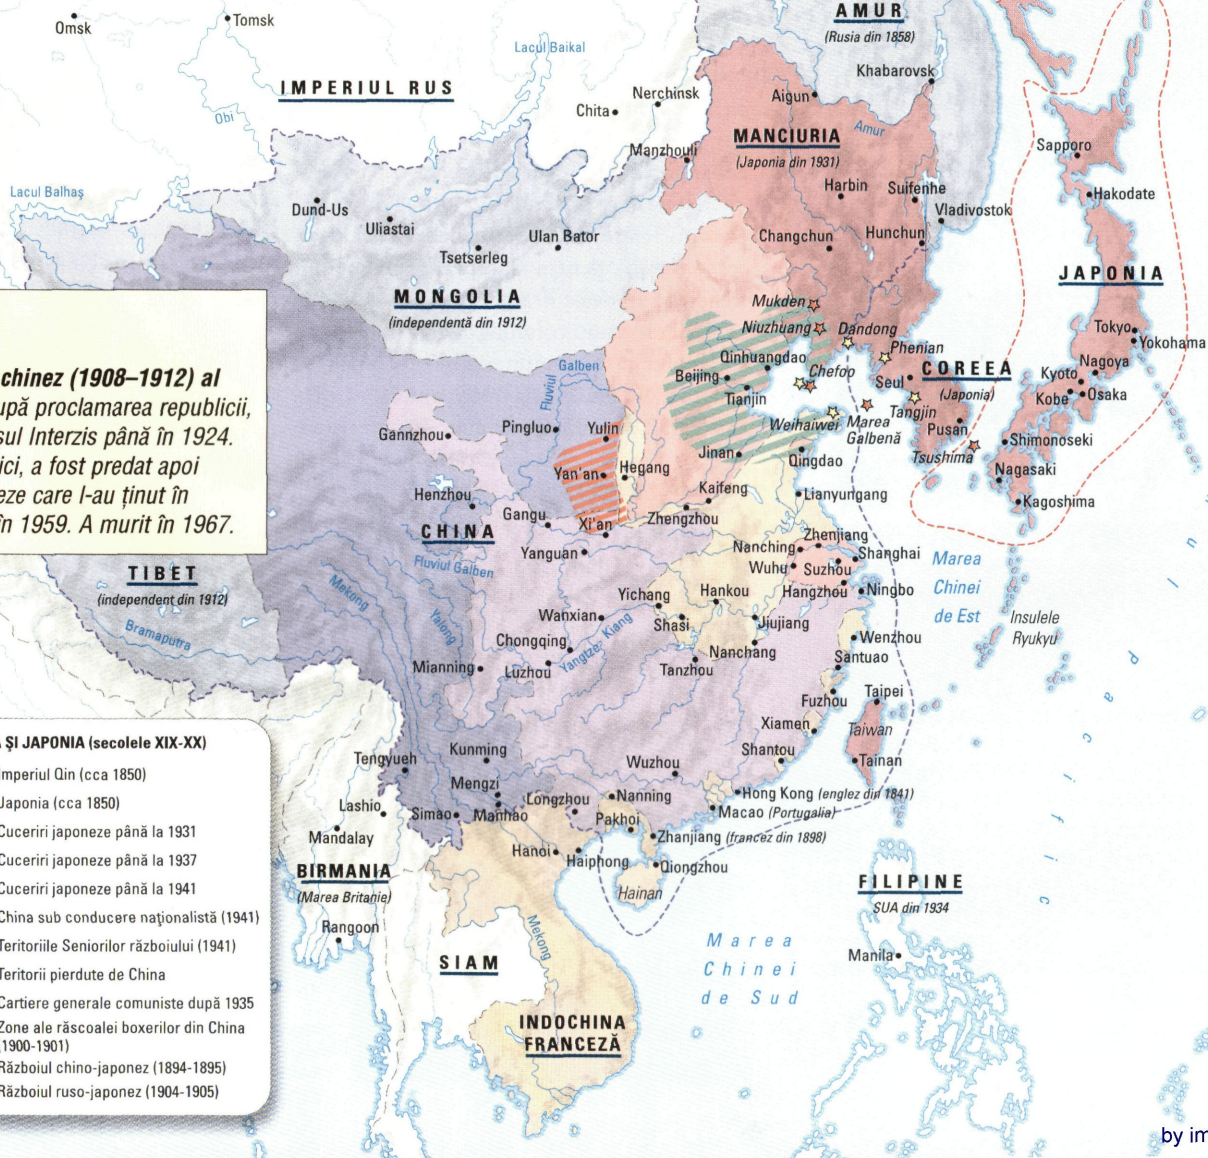 Omsk
Tomsk
Lacul Baikal
AMUR
(Rusia din 1858)
IMPERIUL RUS
Obi
Chita
Nerchinsk
Khabarovsk
Aigun
MANCIURIA
Amur
(Japonia din 1931)
Manzhouli
Sapporo
Lacul Balhaş
Dund-Us
Uliastai
Harbin
Suifenhe
Hakodate
Vladivostok
Tsetserleg
Ulan Bator
Changchun
Hunchun
JAPONIA
MONGOLIA
(independentă din 1912)
Mukden
Niuzhuang
Dandong
Tokyo
Yokohama
Phenian
Qinhuangdao
Chefoo
Seul
COREEA
(Japonia)
Nagoya
Kyoto
Kobe
Osaka
Galben
Fluviul
Beijing
Tianjin
Weihaiwei
Marea
Galbenă
Tangjin
Pusan
Tsushima
Shimonoseki
Nagasaki
Kagoshima
chinez (1908–1912) al
upă proclamarea republicii,
sul Interzis până în 1924.
ici, a fost predat apoi
eze care l-au ţinut în
în 1959. A murit în 1967.
Gannzhou
Pingluo
Yulin
Yan'an
Hegang
Jinan
Qingdao
Henzhou
Gangu
Xi'an
Kaifeng
Zhengzhou
Lianyungang
CHINA
Yanguan
Fluviul Galben
Nanching
Zhenjiang
Shanghai
Wuhu
Suzhou
Hangzhou
Ningbo
Marea
Chinei
de Est
Insulele
Ryukyu
TIBET
(independent din 1912)
Bramaputra
Mekong
Yalong
Yichang
Hankou
Wanxian
Shasi
Jiujiang
Chongqing
Yangtze Kiang
Nanchang
Wenzhou
Mianning
Luzhou
Tanzhou
Santuao
Fuzhou
Taipei
Xiamen
Taiwan
Tainan
Shantou
Kunming
Tengyueh
Mengzi
Wuzhou
Lashio
Simao
Manhao
Longzhou
Nanning
Hong Kong (englez din 1841)
Macao (Portugalia)
Mandalay
Pakhoi
Zhanjiang (francez din 1898)
Hanoi
Haiphong
Qiongzhou
BIRMANIA
(Marea Britanie)
Hainan
FILIPINE
SUA din 1934
Rangoon
Mekong
SIAM
Marea
Chinei
de Sud
Manila
INDOCHINA
FRANCEZĂ
P a c i f i c u l
A ŞI JAPONIA (secolele XIX-XX)
Imperiul Qin (cca 1850)
Japonia (cca 1850)
Cuceriri japoneze până la 1931
Cuceriri japoneze până la 1937
Cuceriri japoneze până la 1941
China sub conducere naţionalistă (1941)
Teritoriile Seniorilor războiului (1941)
Teritorii pierdute de China
Cartiere generale comuniste după 1935
Zone ale răscoalei boxerilor din China
(1900-1901)
Războiul chino-japonez (1894-1895)
Războiul ruso-japonez (1904-1905)
by im